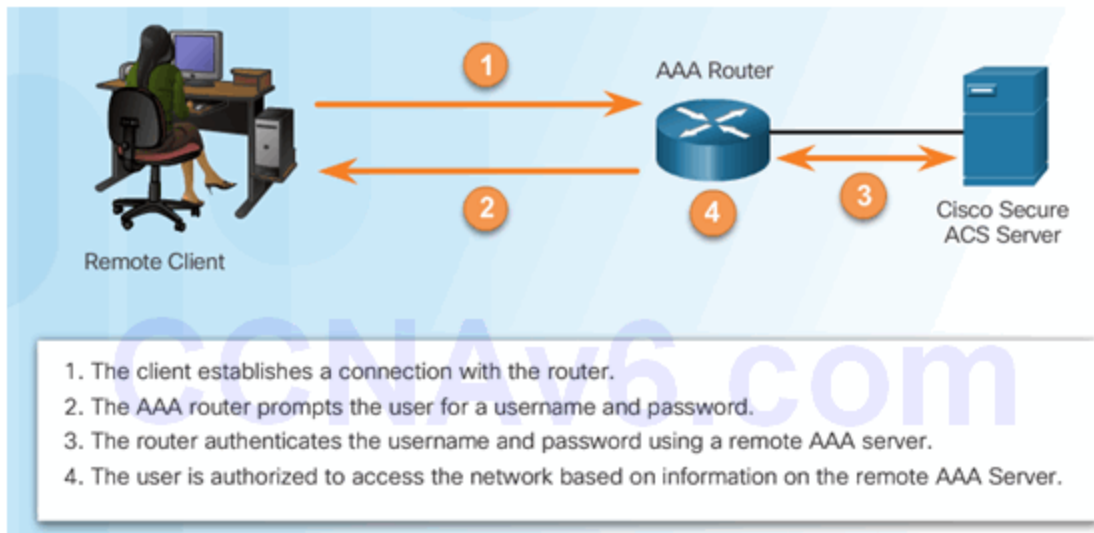 1
AAA Router
2
4
3
Cisco Secure
ACS Server
Remote Client
CCNAv6.com
1. The client establishes a connection with the router.
2. The AAA router prompts the user for a username and password.
3. The router authenticates the username and password using a remote AAA server.
4. The user is authorized to access the network based on information on the remote AAA Server.